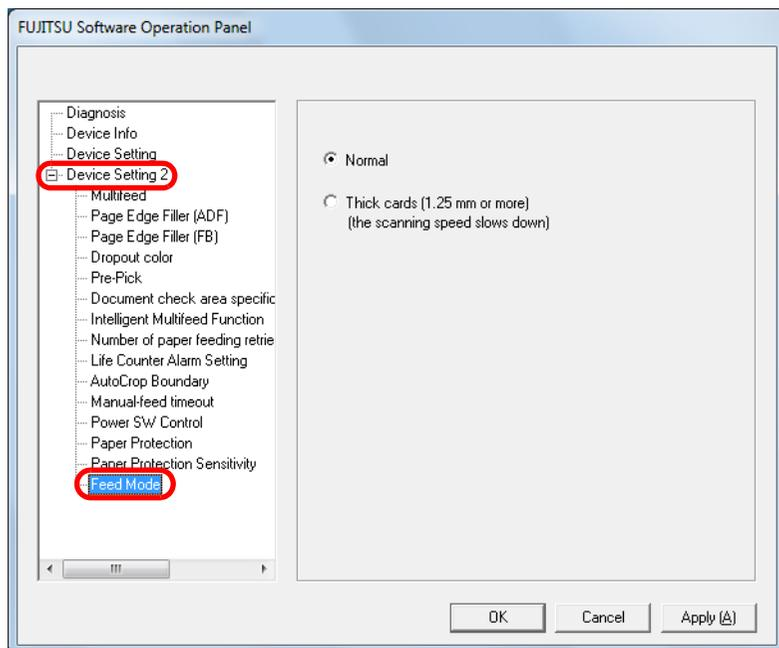 FUJITSU Software Operation Panel
Diagnosis
Device Info
Device Setting
Device Setting 2
Multifeed
Page Edge Filler (ADF)
Page Edge Filler (FB)
Dropout color
Pre-Pick
Document check area specific
Intelligent Multifeed Function
Number of paper feeding retrie
Life Counter Alarm Setting
AutoCrop Boundary
Manual-feed timeout
Power SW Control
Paper Protection
Paper Protection Sensitivity
Feed Mode
Normal
Thick cards (1.25 mm or more)
(the scanning speed slows down)
OK
Cancel
Apply (A)